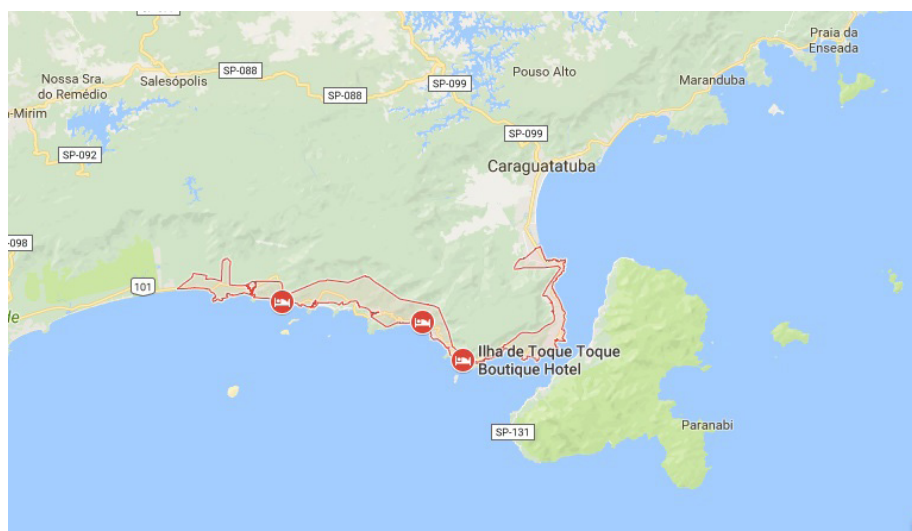 Praia da
Enseada
SP-088
Pouso Alto
Nossa Sra.
do Remédio
Salesópolis
SP-099
Maranduba
SP-088
-Mirim
SP-099
SP-092
Caraguatatuba
-098
101
de
Ilha de Toque Toque
Boutique Hotel
Paranabi
SP-131